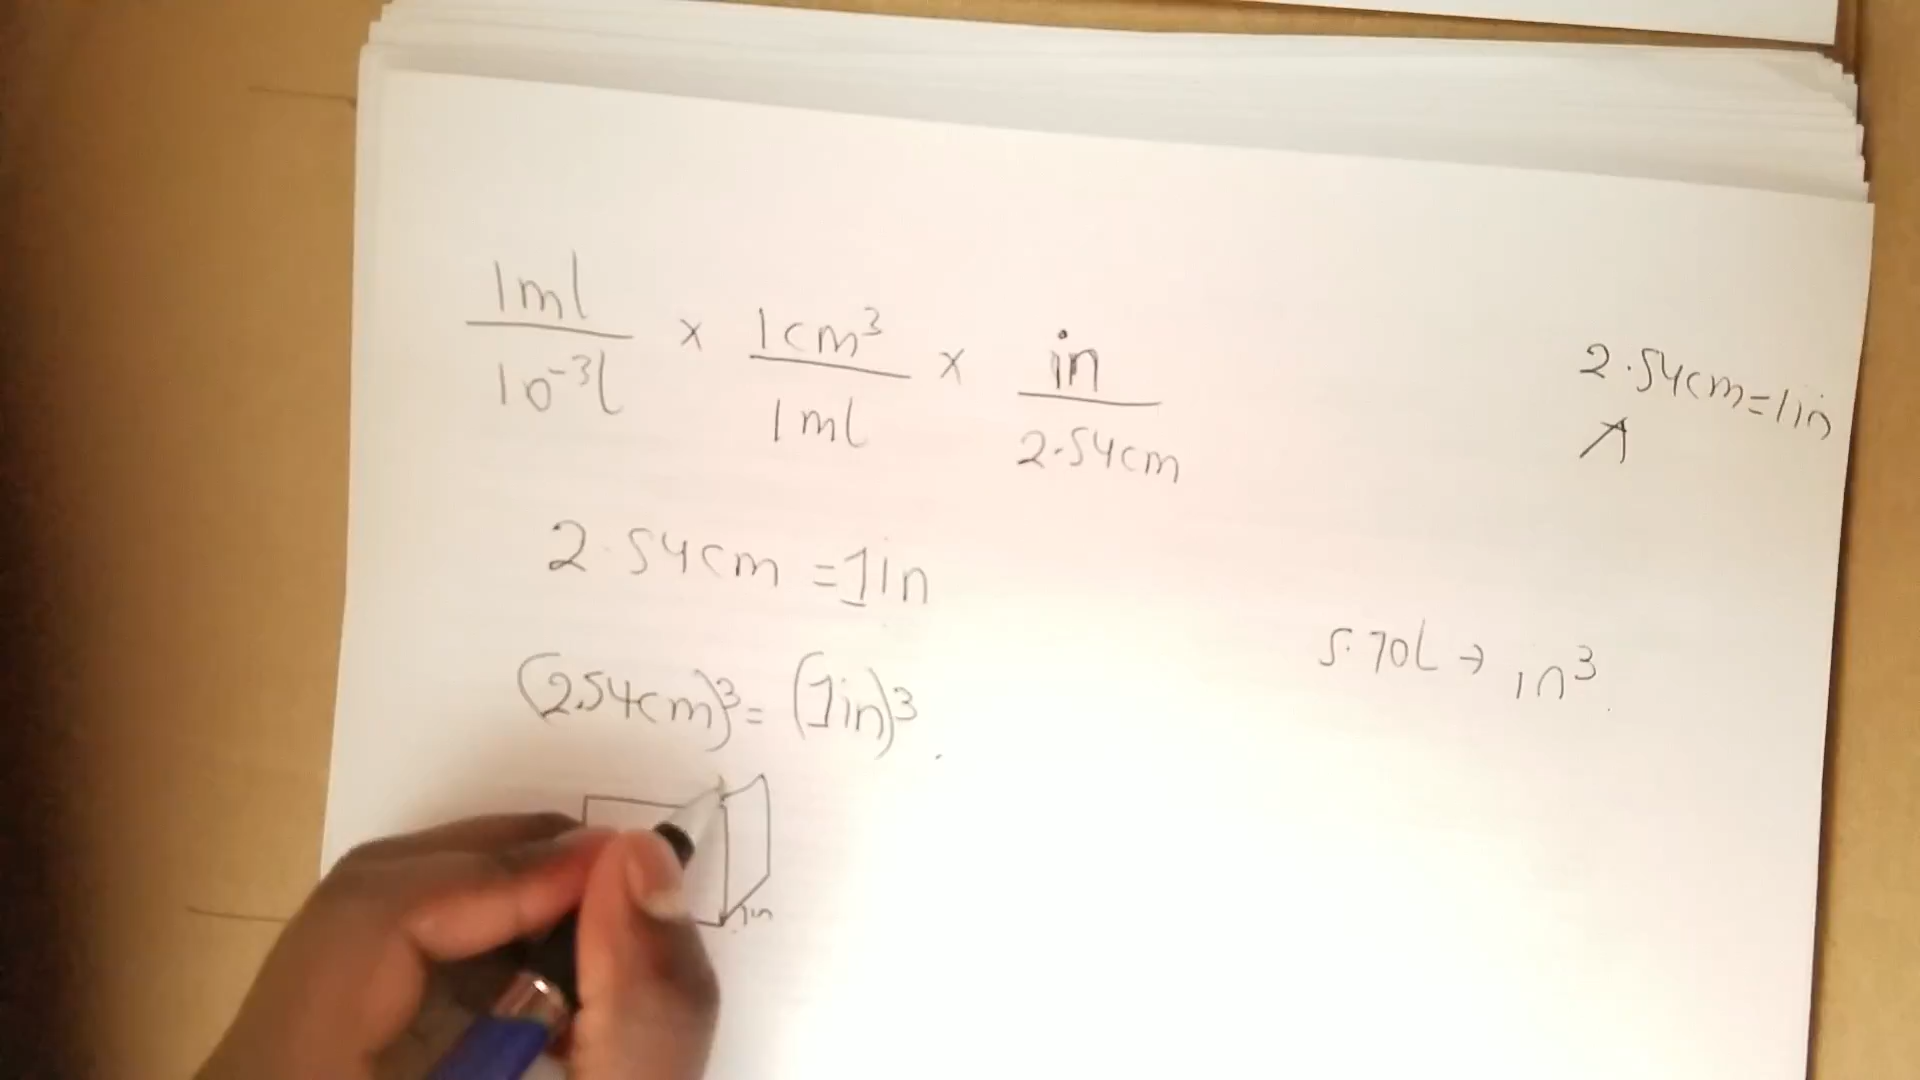 1ml/10⁻³l × 1cm³/1ml × in/2.54cm
2.54cm=1in
2.54cm=1in
(2.54cm)³=(1in)³
5.70L→in³
1in